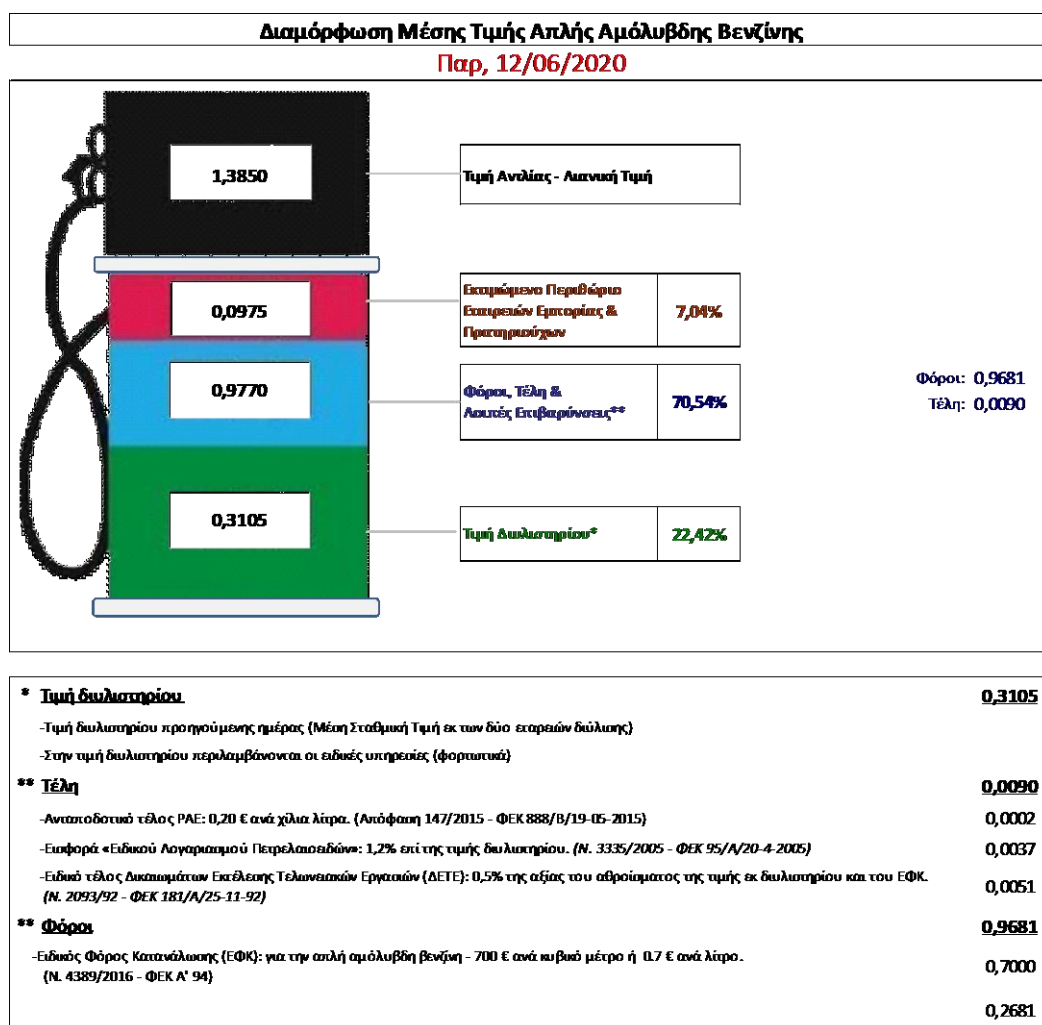 Διαμόρφωση Μέσης Τιμής Απλής Αμόλυβδης Βενζίνης
Παρ, 12/06/2020
1,3850
Τιμή Αντλίας - Λιανική Τιμή
0,0975
Εκτιμώμενο Περιθώριο
Εταιρειών Εμπορίας &
Πρατηριούχων
7,04%
0,9770
Φόροι, Τέλη &
Λοιπές Επιβαρύνσεις**
70,54%
Φόροι: 0,9681
Τέλη: 0,0090
0,3105
Τιμή Διυλιστηρίου*
22,42%
* Τιμή διυλιστηρίου 0,3105
-Τιμή διυλιστηρίου προηγούμενης ημέρας (Μέση Σταθμική Τιμή εκ των δύο εταρειών διύλισης)
-Στην τιμή διυλιστηρίου περιλαμβάνονται οι ειδικές υπηρεσίες (φορτωτικά)
** Τέλη 0,0090
-Ανταποδοτικό τέλος ΡΑΕ: 0,20 € ανά χίλια λίτρα. (Απόφαση 147/2015 - ΦΕΚ 888/Β/19-05-2015) 0,0002
-Εισφορά «Ειδικού Λογαριασμού Πετρελαιοειδών»: 1,2% επί της τιμής διυλιστηρίου. (Ν. 3335/2005 - ΦΕΚ 95/Α/20-4-2005) 0,0037
-Ειδικό τέλος Δικαιωμάτων Εκτέλεσης Τελωνειακών Εργασιών (ΔΕΤΕ): 0,5% της αξίας του αθροίσματος της τιμής εκ διυλιστηρίου και του ΕΦΚ.
(Ν. 2093/92 - ΦΕΚ 181/Α/25-11-92) 0,0051
** Φόροι 0,9681
-Ειδικός Φόρος Κατανάλωσης (ΕΦΚ): για την απλή αμόλυβδη βενζίνη - 700 € ανά κυβικό μέτρο ή 0.7 € ανά λίτρο.
(Ν. 4389/2016 - ΦΕΚ Α' 94) 0,7000
0,2681